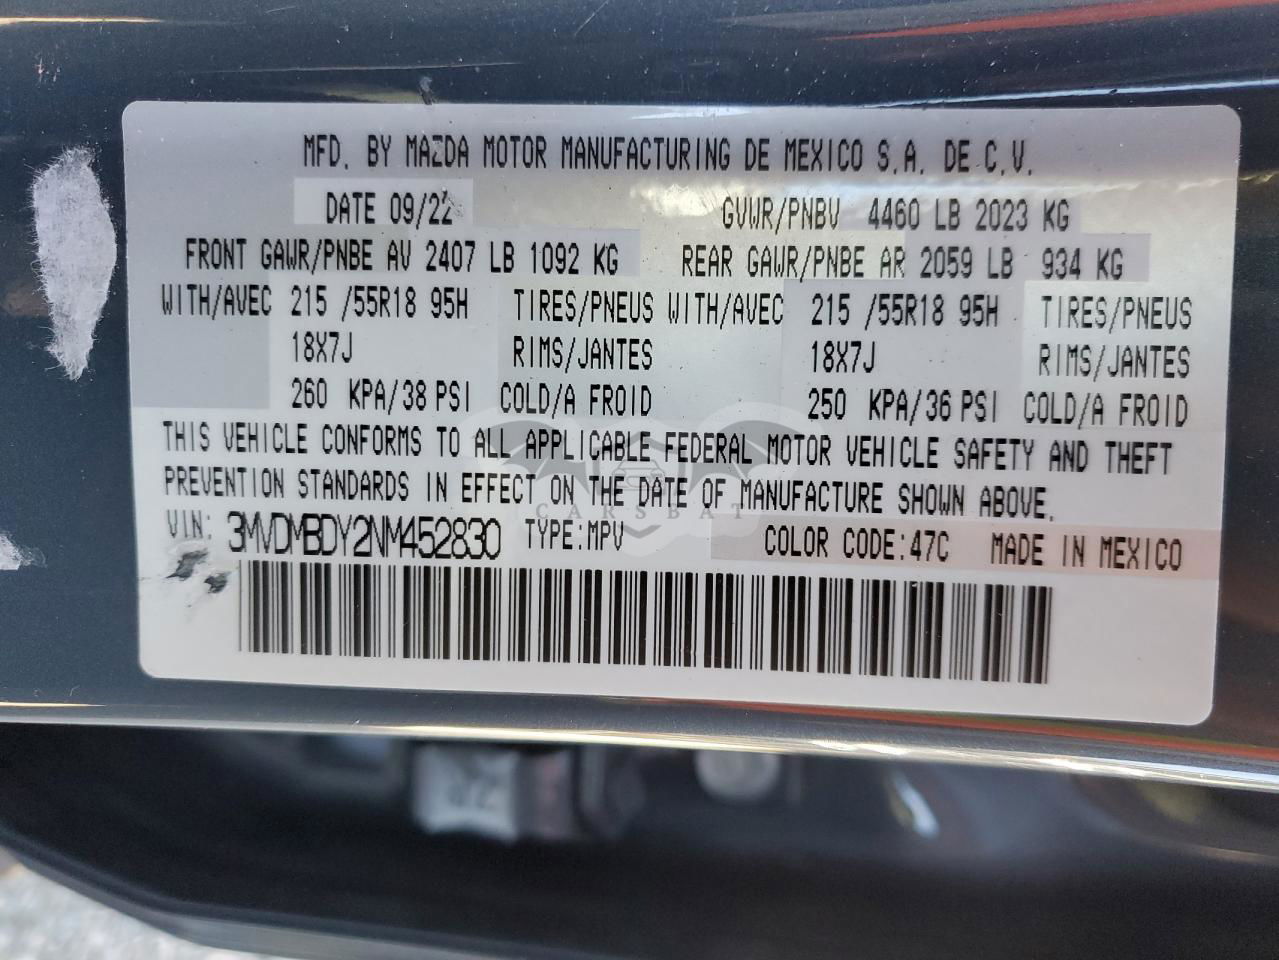 MFD. BY MAZDA MOTOR MANUFACTURING DE MEXICO S.A. DE C.V.
DATE 09/22 GVWR/PNBV 4460 LB 2023 KG
FRONT GAWR/PNBE AV 2407 LB 1092 KG REAR GAWR/PNBE AR 2059 LB 934 KG
WITH/AVEC 215 /55R18 95H TIRES/PNEUS WITH/AVEC 215 /55R18 95H TIRES/PNEUS
18X7J RIMS/JANTES 18X7J RIMS/JANTES
260 KPA/38 PSI COLD/A FROID 250 KPA/36 PSI COLD/A FROID
THIS VEHICLE CONFORMS TO ALL APPLICABLE FEDERAL MOTOR VEHICLE SAFETY AND THEFT
PREVENTION STANDARDS IN EFFECT ON THE DATE OF MANUFACTURE SHOWN ABOVE.
CARSBAT
VIN: 3MVDMBDY2NM452830 TYPE:MPV COLOR CODE:47C MADE IN MEXICO